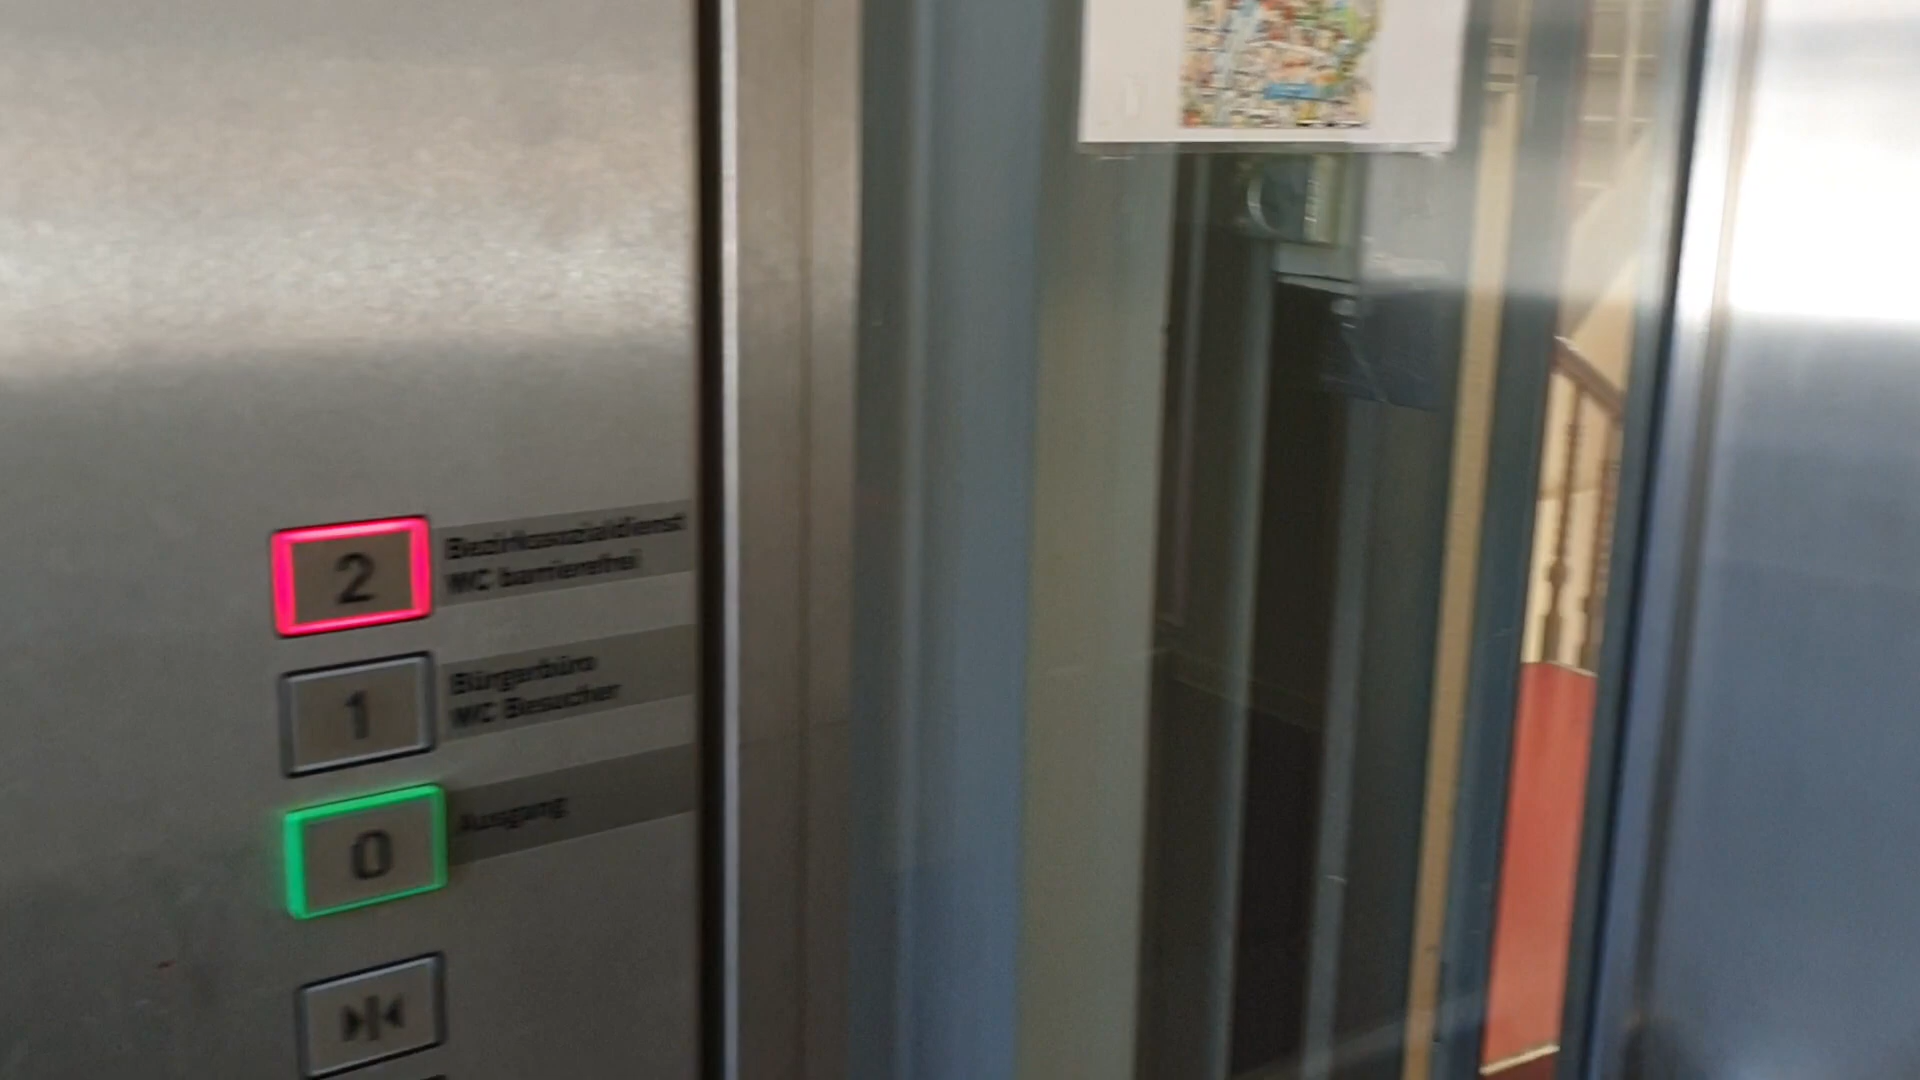 2
Bezirkssozialdienst
WC barrierefrei
1
Bürgerbüro
WC Besucher
0
Ausgang